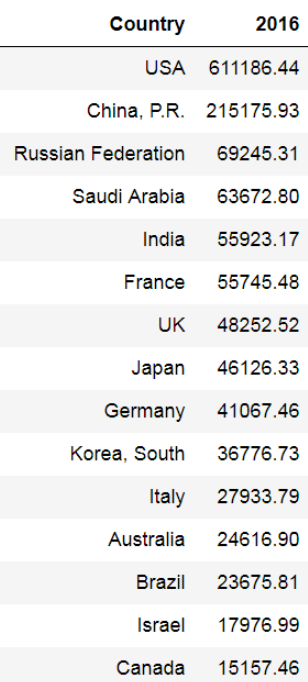 Country 2016
USA 611186.44
China, P.R. 215175.93
Russian Federation 69245.31
Saudi Arabia 63672.80
India 55923.17
France 55745.48
UK 48252.52
Japan 46126.33
Germany 41067.46
Korea, South 36776.73
Italy 27933.79
Australia 24616.90
Brazil 23675.81
Israel 17976.99
Canada 15157.46